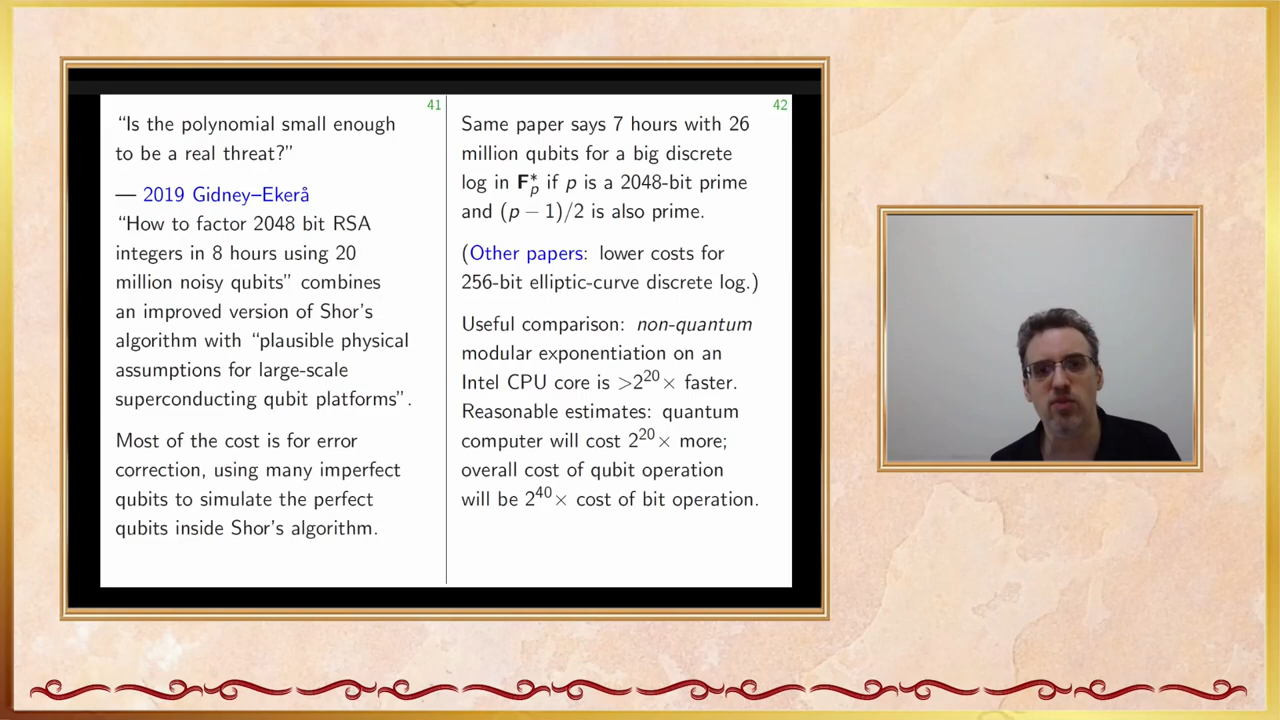 41
“Is the polynomial small enough
to be a real threat?”
— 2019 Gidney–Ekerå
“How to factor 2048 bit RSA
integers in 8 hours using 20
million noisy qubits” combines
an improved version of Shor’s
algorithm with “plausible physical
assumptions for large-scale
superconducting qubit platforms”.
Most of the cost is for error
correction, using many imperfect
qubits to simulate the perfect
qubits inside Shor’s algorithm.
42
Same paper says 7 hours with 26
million qubits for a big discrete
log in F*ₚ if p is a 2048-bit prime
and (p − 1)/2 is also prime.
(Other papers: lower costs for
256-bit elliptic-curve discrete log.)
Useful comparison: non-quantum
modular exponentiation on an
Intel CPU core is >2²⁰× faster.
Reasonable estimates: quantum
computer will cost 2²⁰× more;
overall cost of qubit operation
will be 2⁴⁰× cost of bit operation.